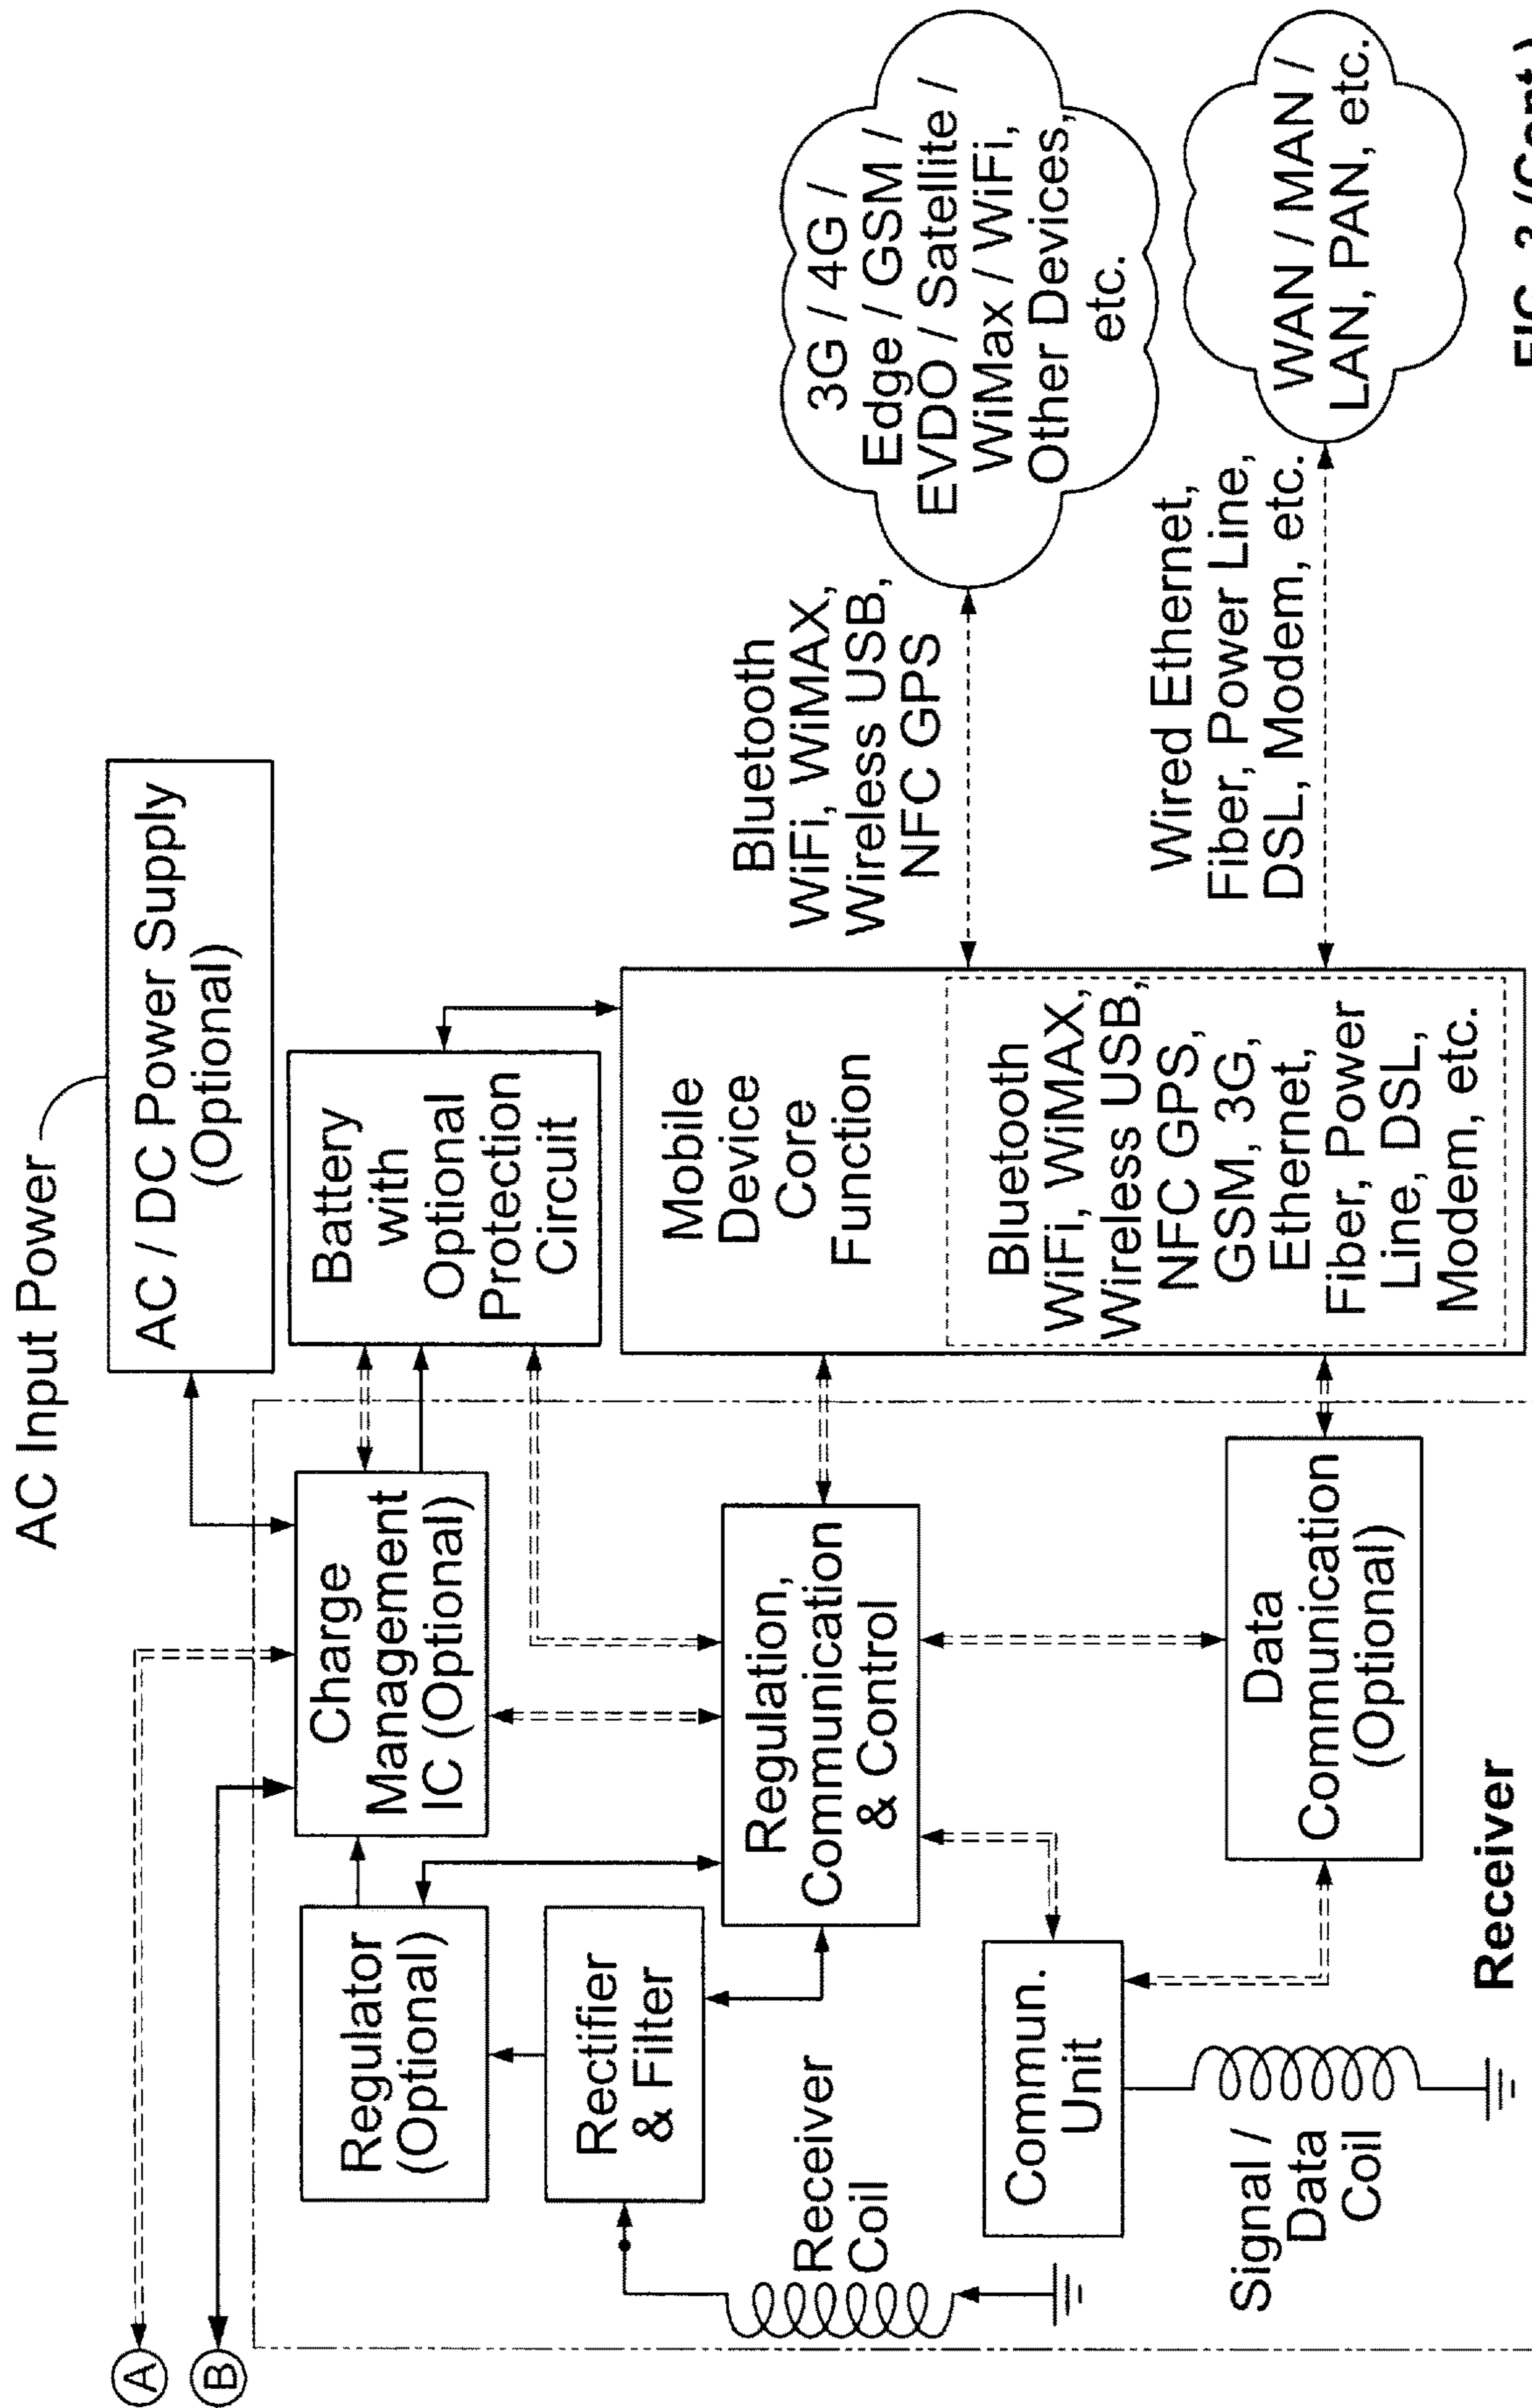 AC Input Power
AC / DC Power Supply
(Optional)
A
B
Regulator
(Optional)
Charge
Management
IC (Optional)
Battery
with
Optional
Protection
Circuit
Rectifier
& Filter
Receiver
Coil
Regulation,
Communication
& Control
Mobile
Device
Core
Function
Bluetooth
WiFi, WiMAX,
Wireless USB,
NFC GPS,
GSM, 3G,
Ethernet,
Fiber, Power
Line, DSL,
Modem, etc.
Bluetooth
WiFi, WiMAX,
Wireless USB,
NFC GPS
3G / 4G /
Edge / GSM /
EVDO / Satellite /
WiMax / WiFi,
Other Devices,
etc.
Commun.
Unit
Signal /
Data
Coil
Data
Communication
(Optional)
Wired Ethernet,
Fiber, Power Line,
DSL, Modem, etc.
WAN / MAN /
LAN, PAN, etc.
Receiver
FIG. 3 (Cont.)